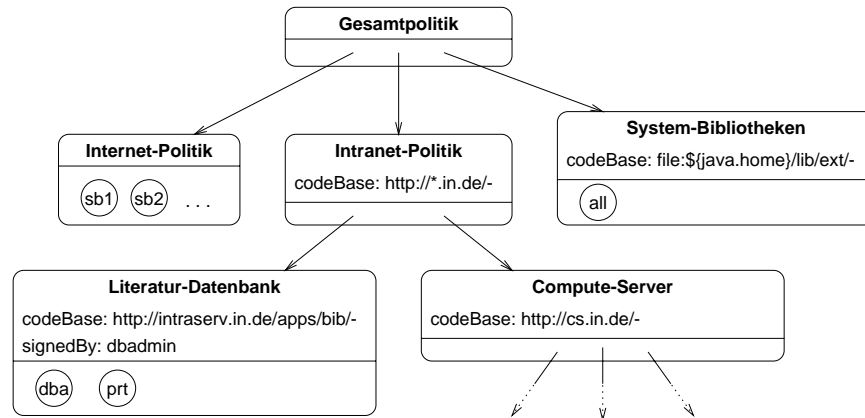 Gesamtpolitik
Internet-Politik
sb1 sb2 . . .
Intranet-Politik
codeBase: http://*.in.de/-
System-Bibliotheken
codeBase: file:${java.home}/lib/ext/-
all
Literatur-Datenbank
codeBase: http://intraserv.in.de/apps/bib/-
signedBy: dbadmin
dba prt
Compute-Server
codeBase: http://cs.in.de/-